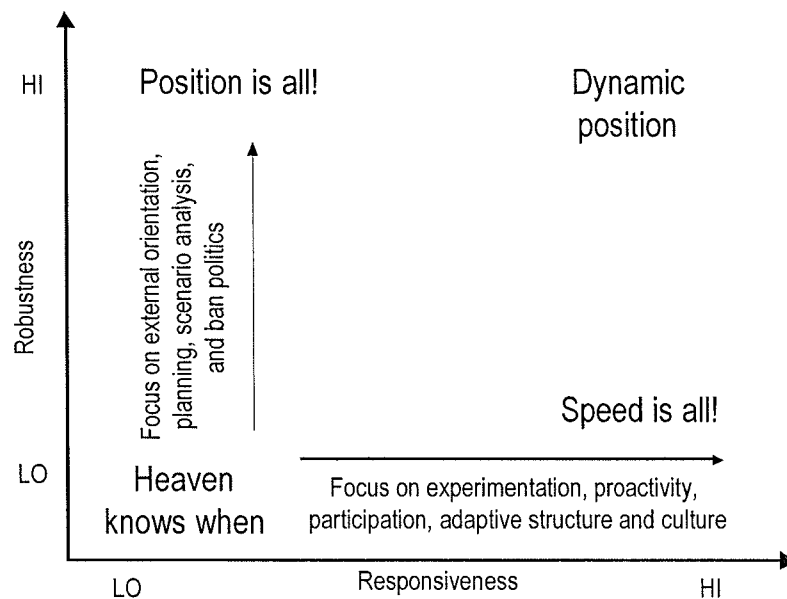 HI
Position is all!
Dynamic
position
Robustness
Focus on external orientation,
planning, scenario analysis,
and ban politics
Speed is all!
LO
Heaven
knows when
Focus on experimentation, proactivity,
participation, adaptive structure and culture
LO
Responsiveness
HI